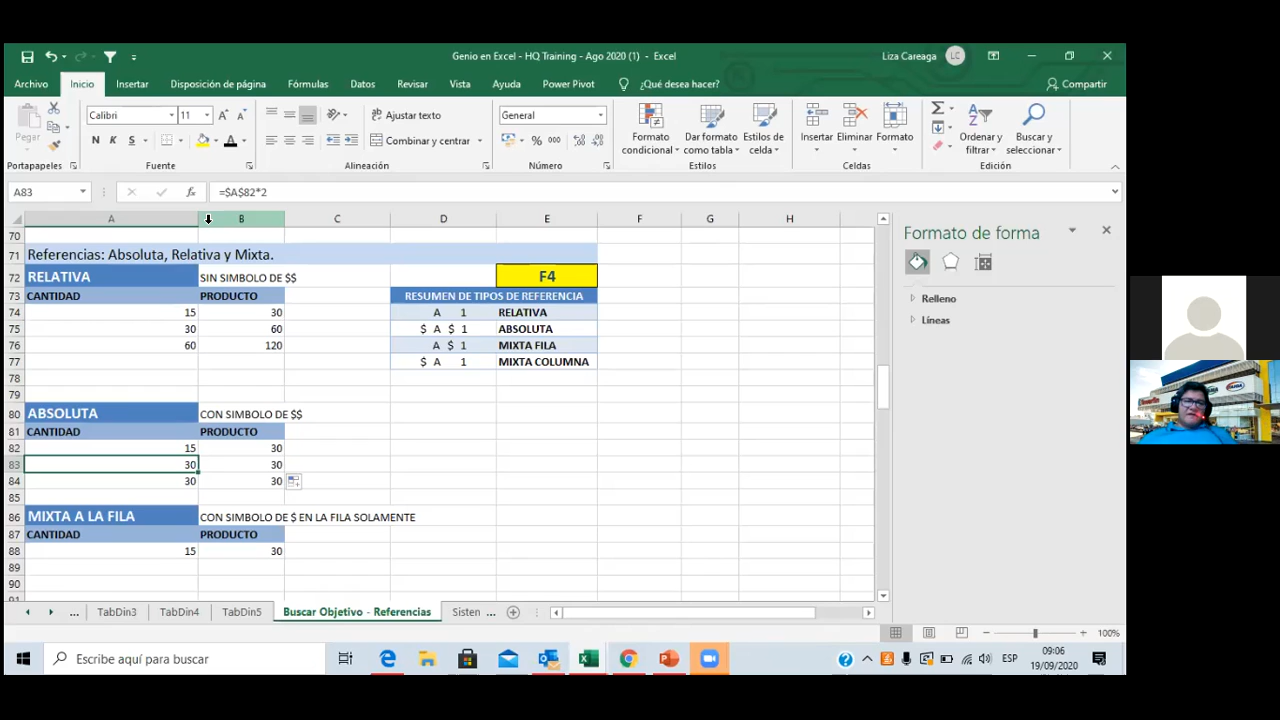 Genio en Excel - HQ Training - Ago 2020 (1) - Excel
Liza Careaga LC
Archivo Inicio Insertar Disposición de página Fórmulas Datos Revisar Vista Ayuda Power Pivot ¿Qué desea hacer? Compartir
Pegar
Calibri 11
N K S
Ajustar texto
Combinar y centrar
General
% 000
Formato condicional
Dar formato como tabla
Estilos de celda
Insertar Eliminar Formato
Ordenar y filtrar
Buscar y seleccionar
Portapapeles Fuente Alineación Número Estilos Celdas Edición
A83 fx =$A$82*2
A B C D E F G H
70
71 Referencias: Absoluta, Relativa y Mixta.
72 RELATIVA SIN SIMBOLO DE $$ F4
73 CANTIDAD PRODUCTO RESUMEN DE TIPOS DE REFERENCIA
74 15 30 A 1 RELATIVA
75 30 60 $ A $ 1 ABSOLUTA
76 60 120 A $ 1 MIXTA FILA
77 $ A 1 MIXTA COLUMNA
78
79
80 ABSOLUTA CON SIMBOLO DE $$
81 CANTIDAD PRODUCTO
82 15 30
83 30 30
84 30 30
85
86 MIXTA A LA FILA CON SIMBOLO DE $ EN LA FILA SOLAMENTE
87 CANTIDAD PRODUCTO
88 15 30
89
90
Formato de forma
Relleno
Líneas
... TabDin3 TabDin4 TabDin5 Buscar Objetivo - Referencias Sisten ...
100%
Escribe aquí para buscar
ESP
09:06
19/09/2020